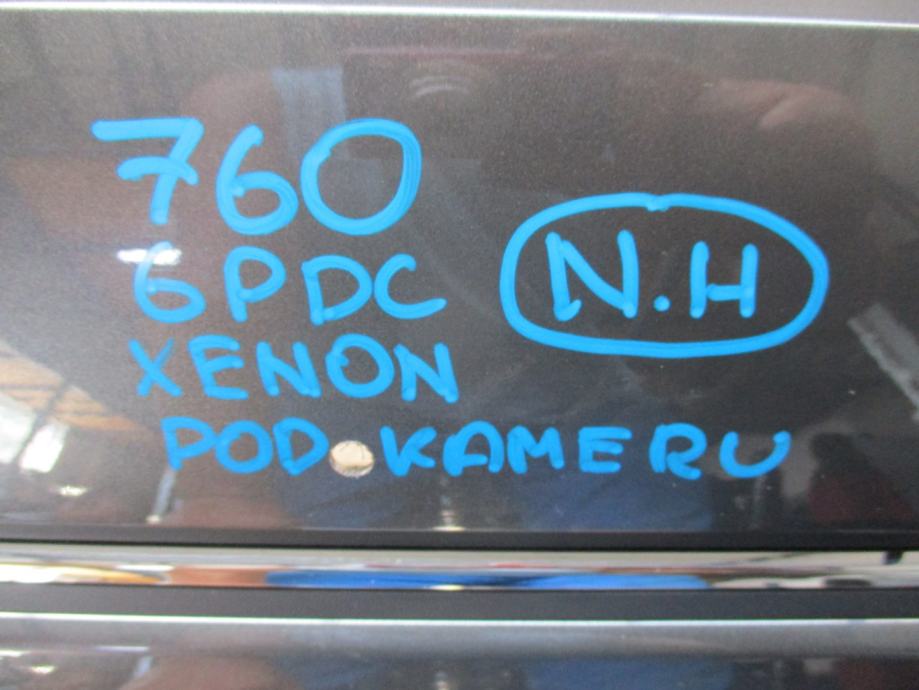 760
6PDC
N.H
XENON
POD KAMERU